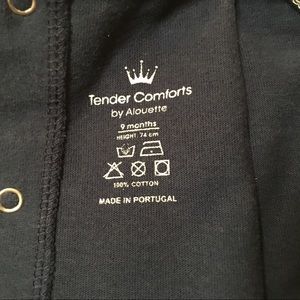 Tender Comforts
by Alouette
9 months
HEIGHT: 74 cm
100% COTTON
MADE IN PORTUGAL